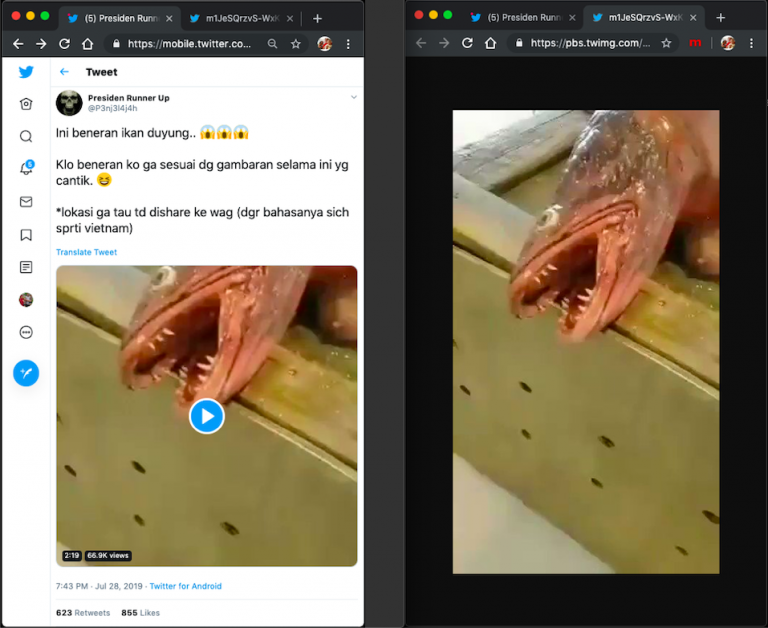 (5) Presiden Runn
m1JeSQrzvS-WxK
https://mobile.twitter.co...
Tweet
Presiden Runner Up
@P3nj3l4j4h
Ini beneran ikan duyung.. 😱😱😱
Klo beneran ko ga sesuai dg gambaran selama ini yg
cantik. 😆
*lokasi ga tau td dishare ke wag (dgr bahasanya sich
sprti vietnam)
Translate Tweet
2:19
66.9K views
7:43 PM · Jul 28, 2019 · Twitter for Android
623 Retweets 855 Likes
5
(5) Presiden Runn
m1JeSQrzvS-WxK
https://pbs.twimg.com/...
m